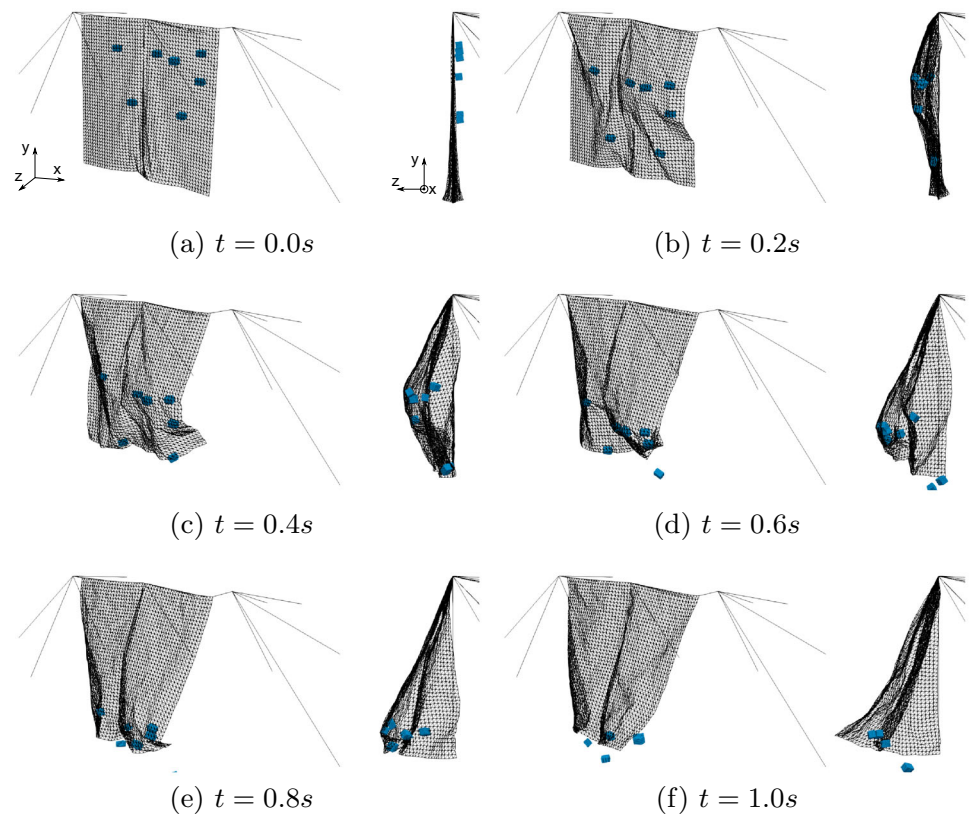 y
z
x
y
z
x
(a) t = 0.0s
(b) t = 0.2s
(c) t = 0.4s
(d) t = 0.6s
(e) t = 0.8s
(f) t = 1.0s